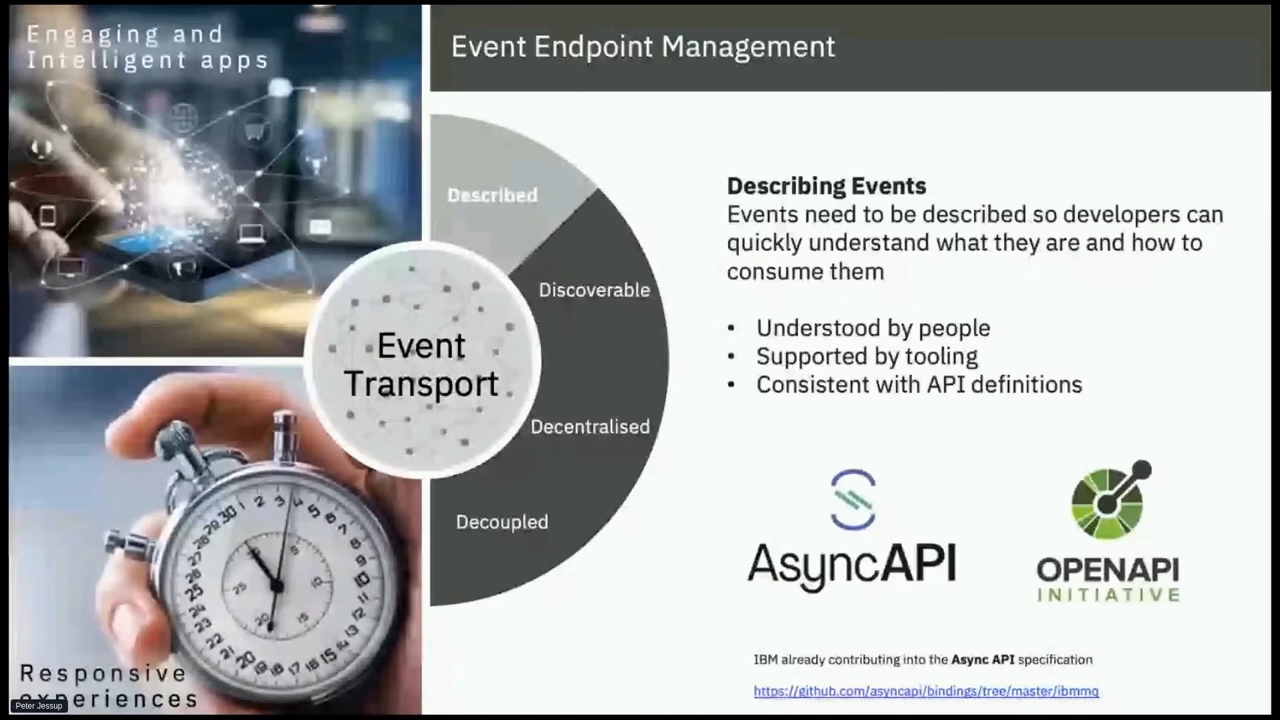 Engaging and
Intelligent apps
Event Endpoint Management
Described
Discoverable
Event
Transport
Decentralised
Decoupled
Describing Events
Events need to be described so developers can
quickly understand what they are and how to
consume them
• Understood by people
• Supported by tooling
• Consistent with API definitions
AsyncAPI
OPENAPI
INITIATIVE
IBM already contributing into the Async API specification
https://github.com/asyncapi/bindings/tree/master/ibmmq
Responsive
experiences
Peter Jessup